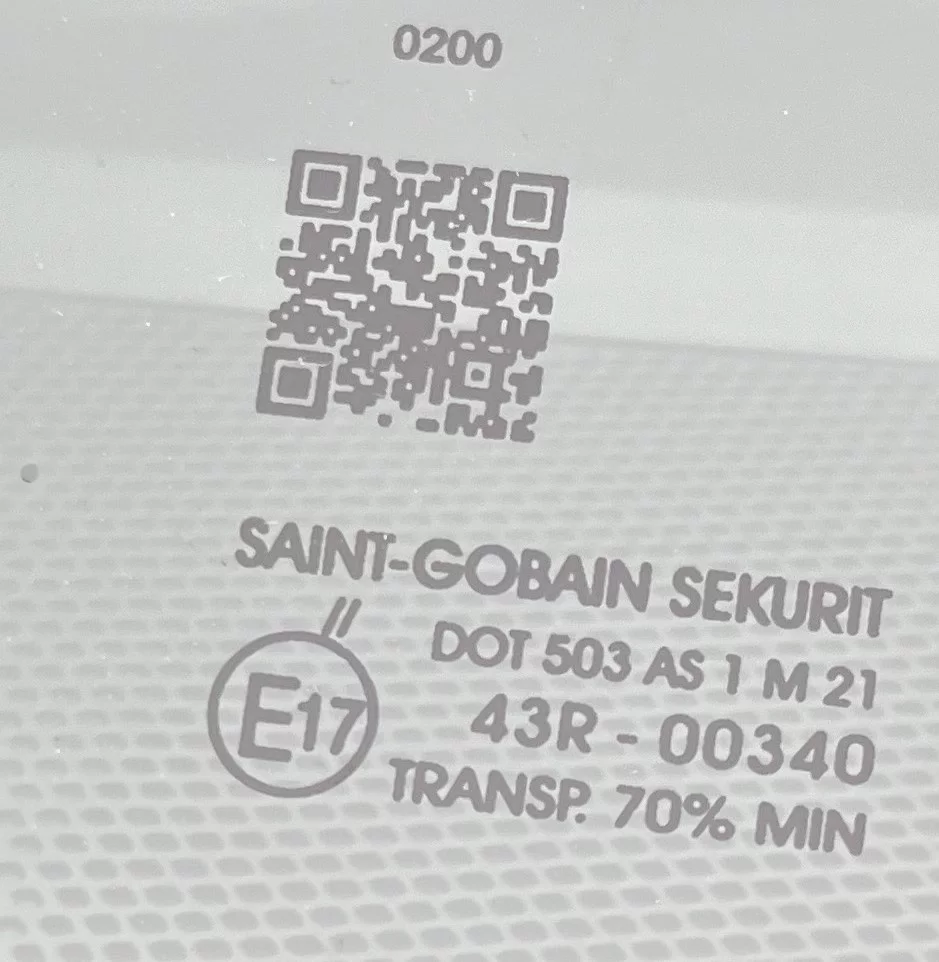 0200
SAINT-GOBAIN SEKURIT
//
DOT 503 AS 1 M 21
E17
43R - 00340
TRANSP. 70% MIN